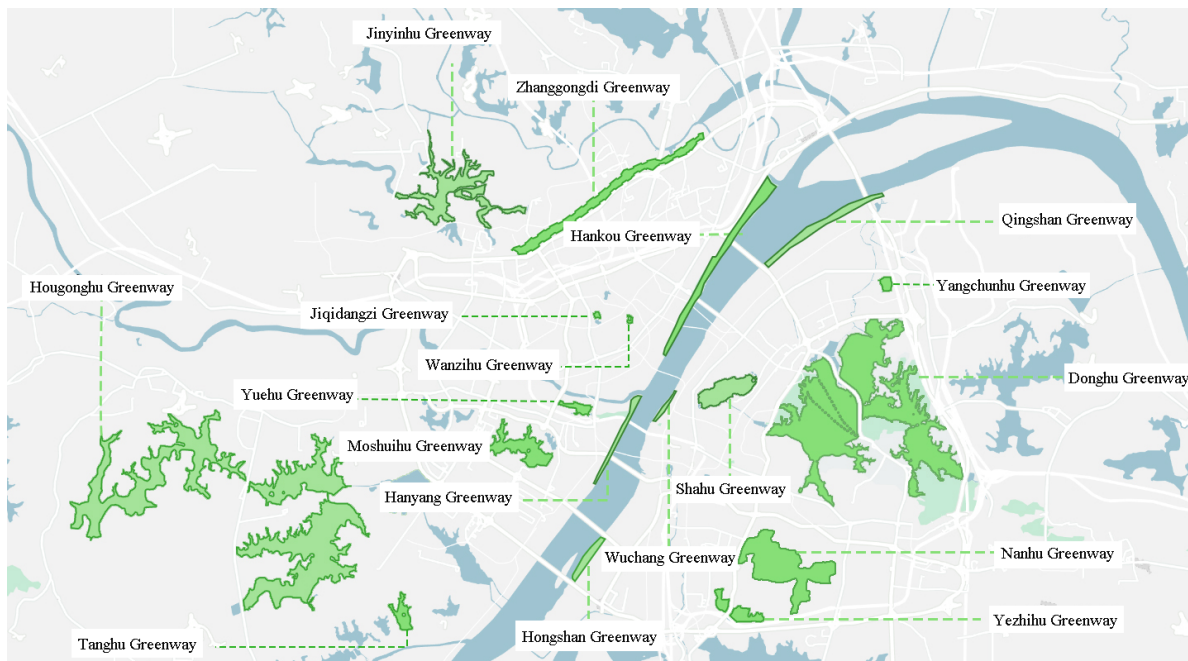 Jinyinhu Greenway
Zhanggongdi Greenway
Qingshan Greenway
Hankou Greenway
Hougonghu Greenway
Yangchunhu Greenway
Jiqidangzi Greenway
Wanzihu Greenway
Donghu Greenway
Yuehu Greenway
Moshuihu Greenway
Shahu Greenway
Hanyang Greenway
Wuchang Greenway
Nanhu Greenway
Yezhihu Greenway
Hongshan Greenway
Tanghu Greenway